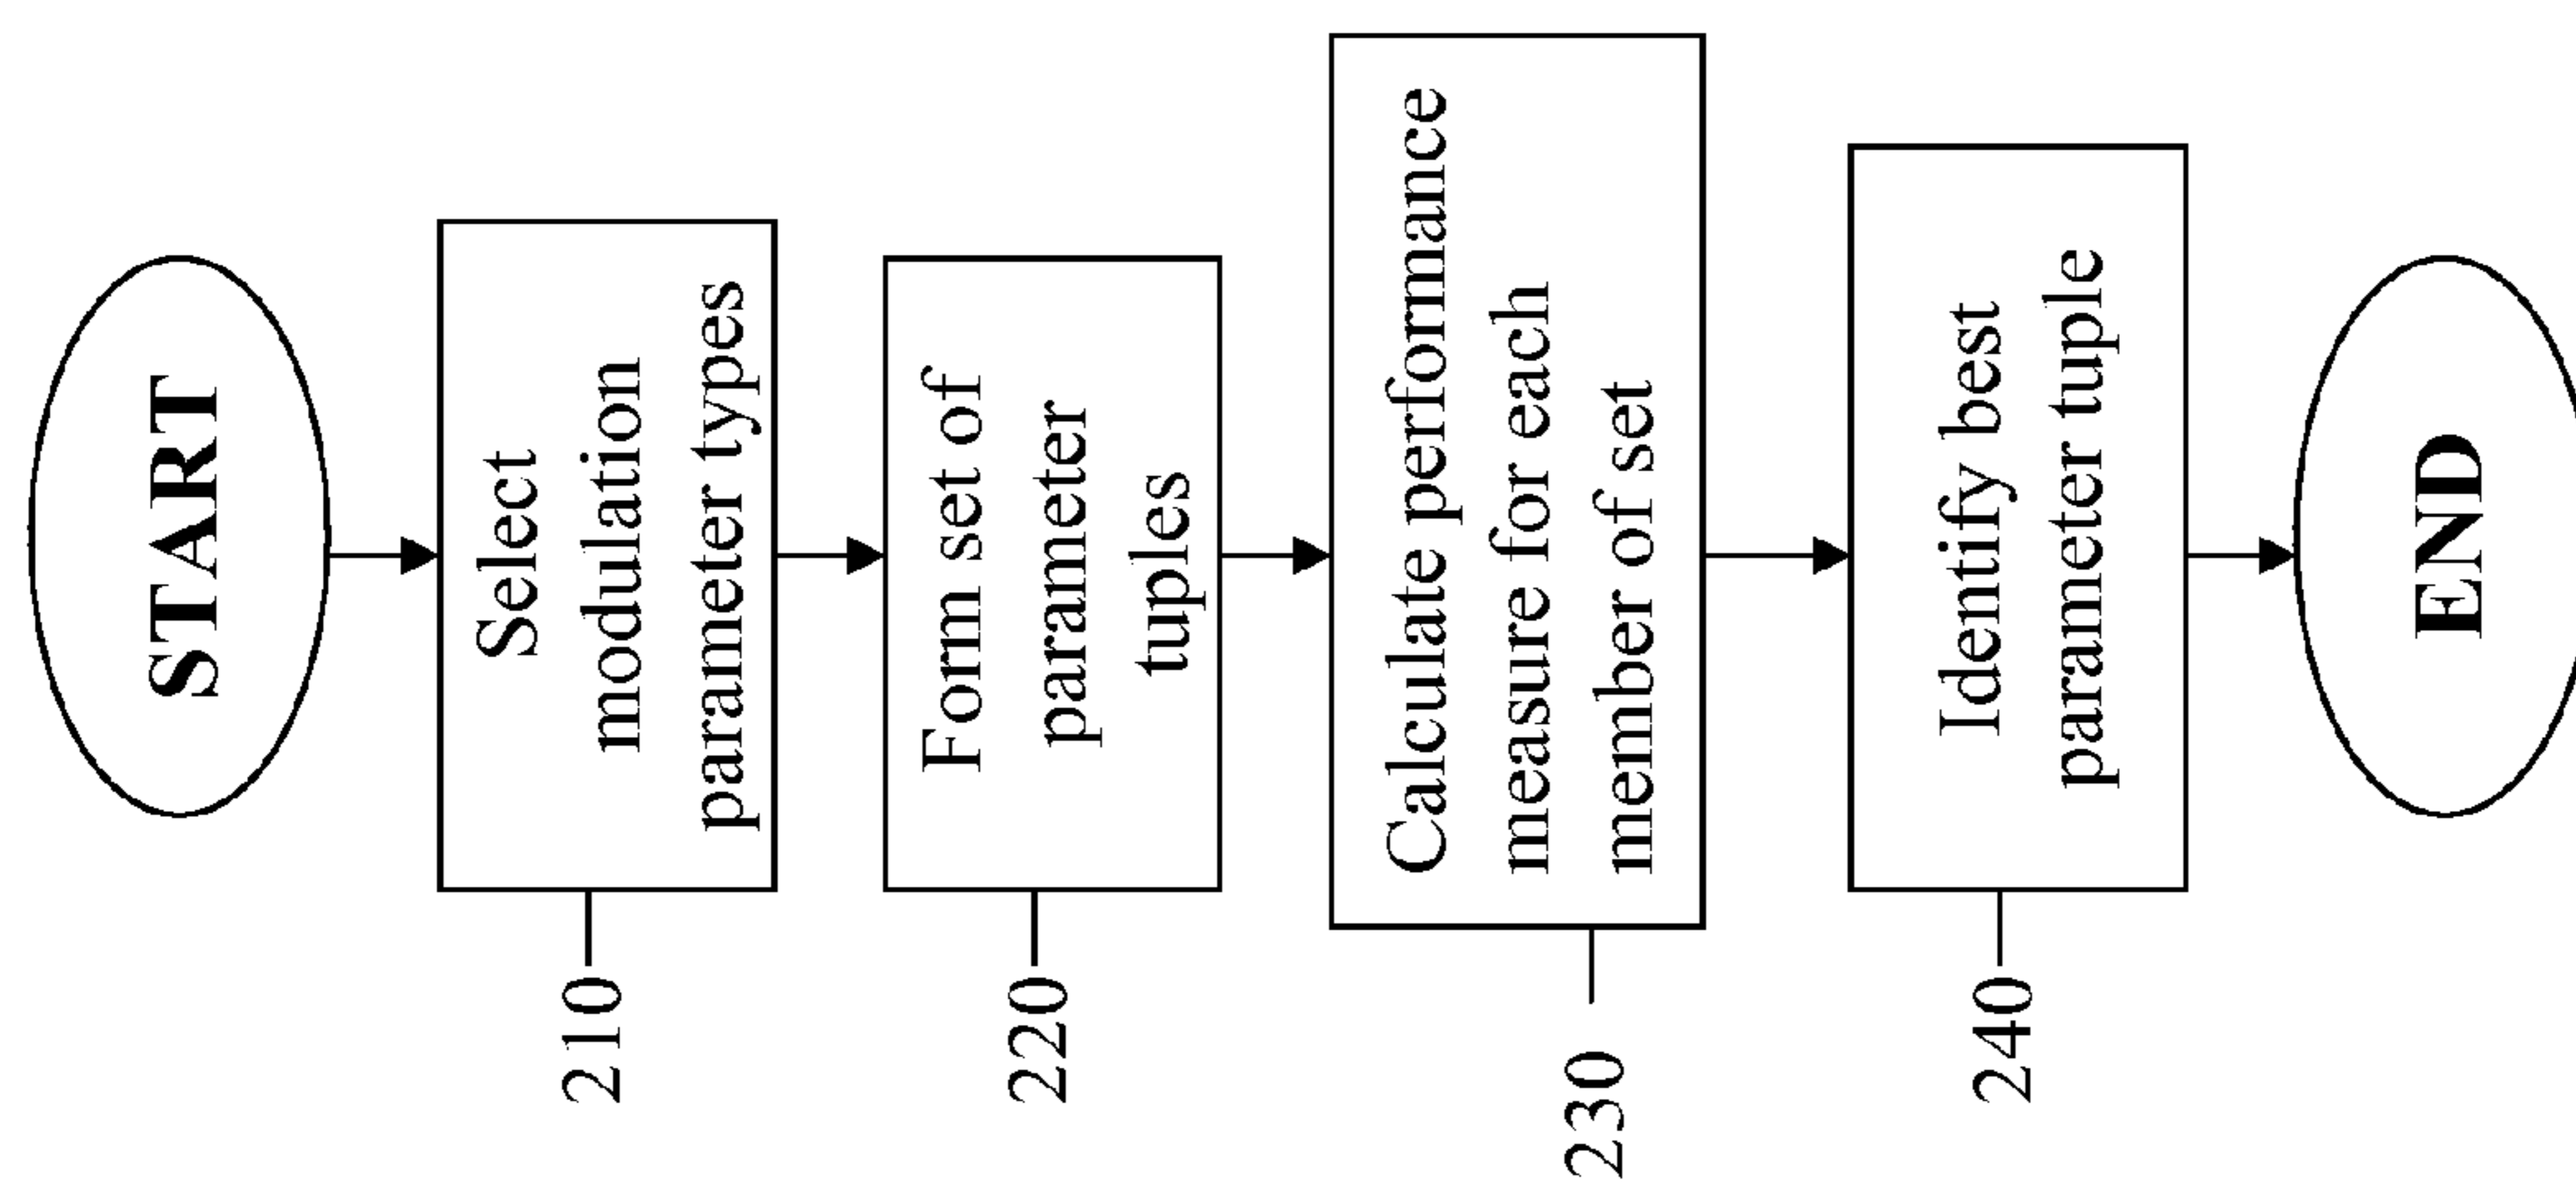 START
210
Select
modulation
parameter types
220
Form set of
parameter
tuples
230
Calculate performance
measure for each
member of set
240
Identify best
parameter tuple
END